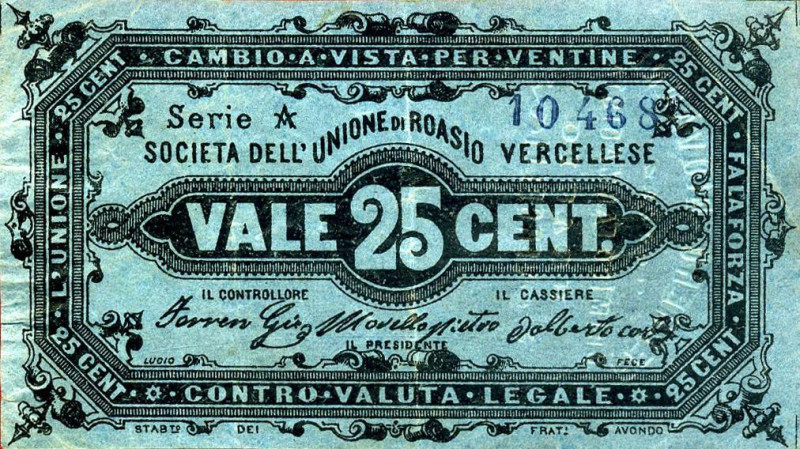 CAMBIO·A·VISTA·PER·VENTINE
25 CENT
25 CENT
Serie A
10468
SOCIETA DELL'UNIONE DI ROASIO VERCELLESE
L'UNIONE
FA LA FORZA
VALE 25 CENT.
IL CONTROLLORE
IL CASSIERE
Morello Pietro
IL PRESIDENTE
LUCIO
FECE
25 CENT
25 CENT
CONTRO·VALUTA·LEGALE
STABTO DEI FRATI AVONDO